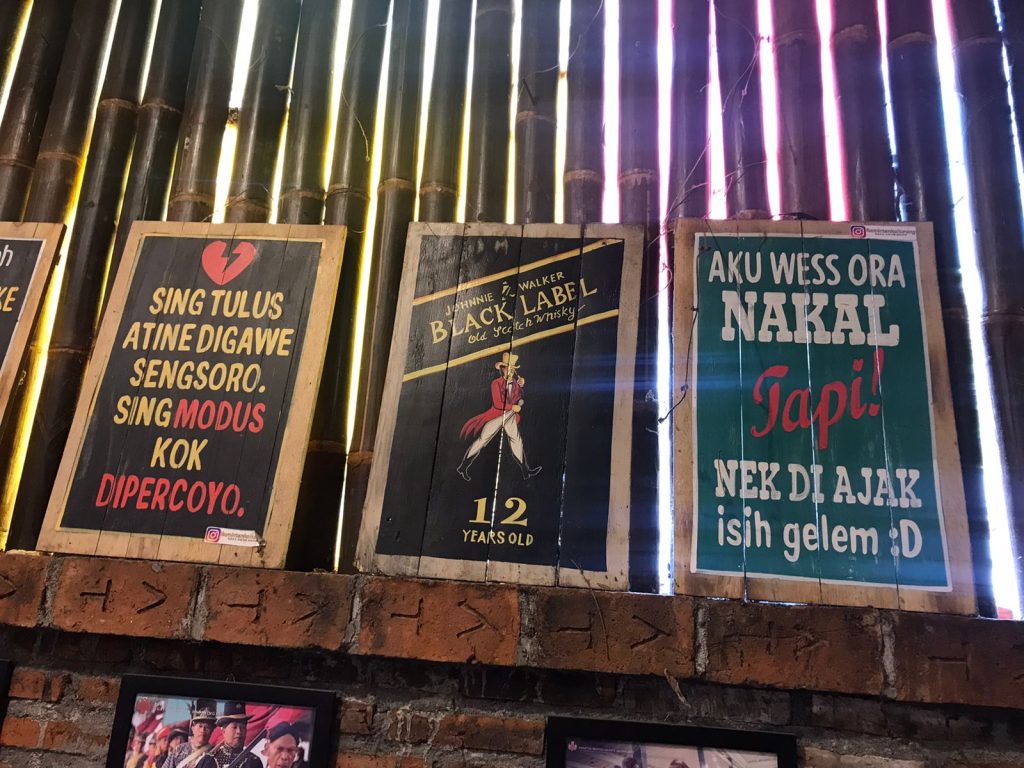 KE
SING TULUS
ATINE DIGAWE
SENGSORO.
SING MODUS
KOK
DIPERCOYO.
JOHNNIE WALKER
BLACK LABEL
Old Scotch Whisky
12
YEARS OLD
AKU WESS ORA
NAKAL
Tapi!
NEK DI AJAK
isih gelem :D